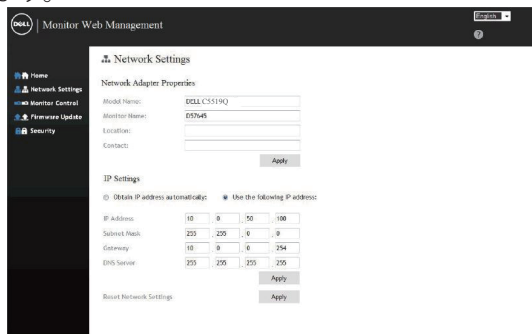 DELL Monitor Web Management
English
Home
Network Settings
Monitor Control
Firmware Update
Security
Network Settings
Network Adapter Properties
Model Name: DELL C5519Q
Monitor Name: D57645
Location:
Contact:
Apply
IP Settings
Obtain IP address automatically: Use the following IP address:
IP Address 10 . 0 . 50 . 100
Subnet Mask 255 . 255 . 0 . 0
Gateway 10 . 0 . 0 . 254
DNS Server 255 . 255 . 255 . 255
Apply
Reset Network Settings Apply